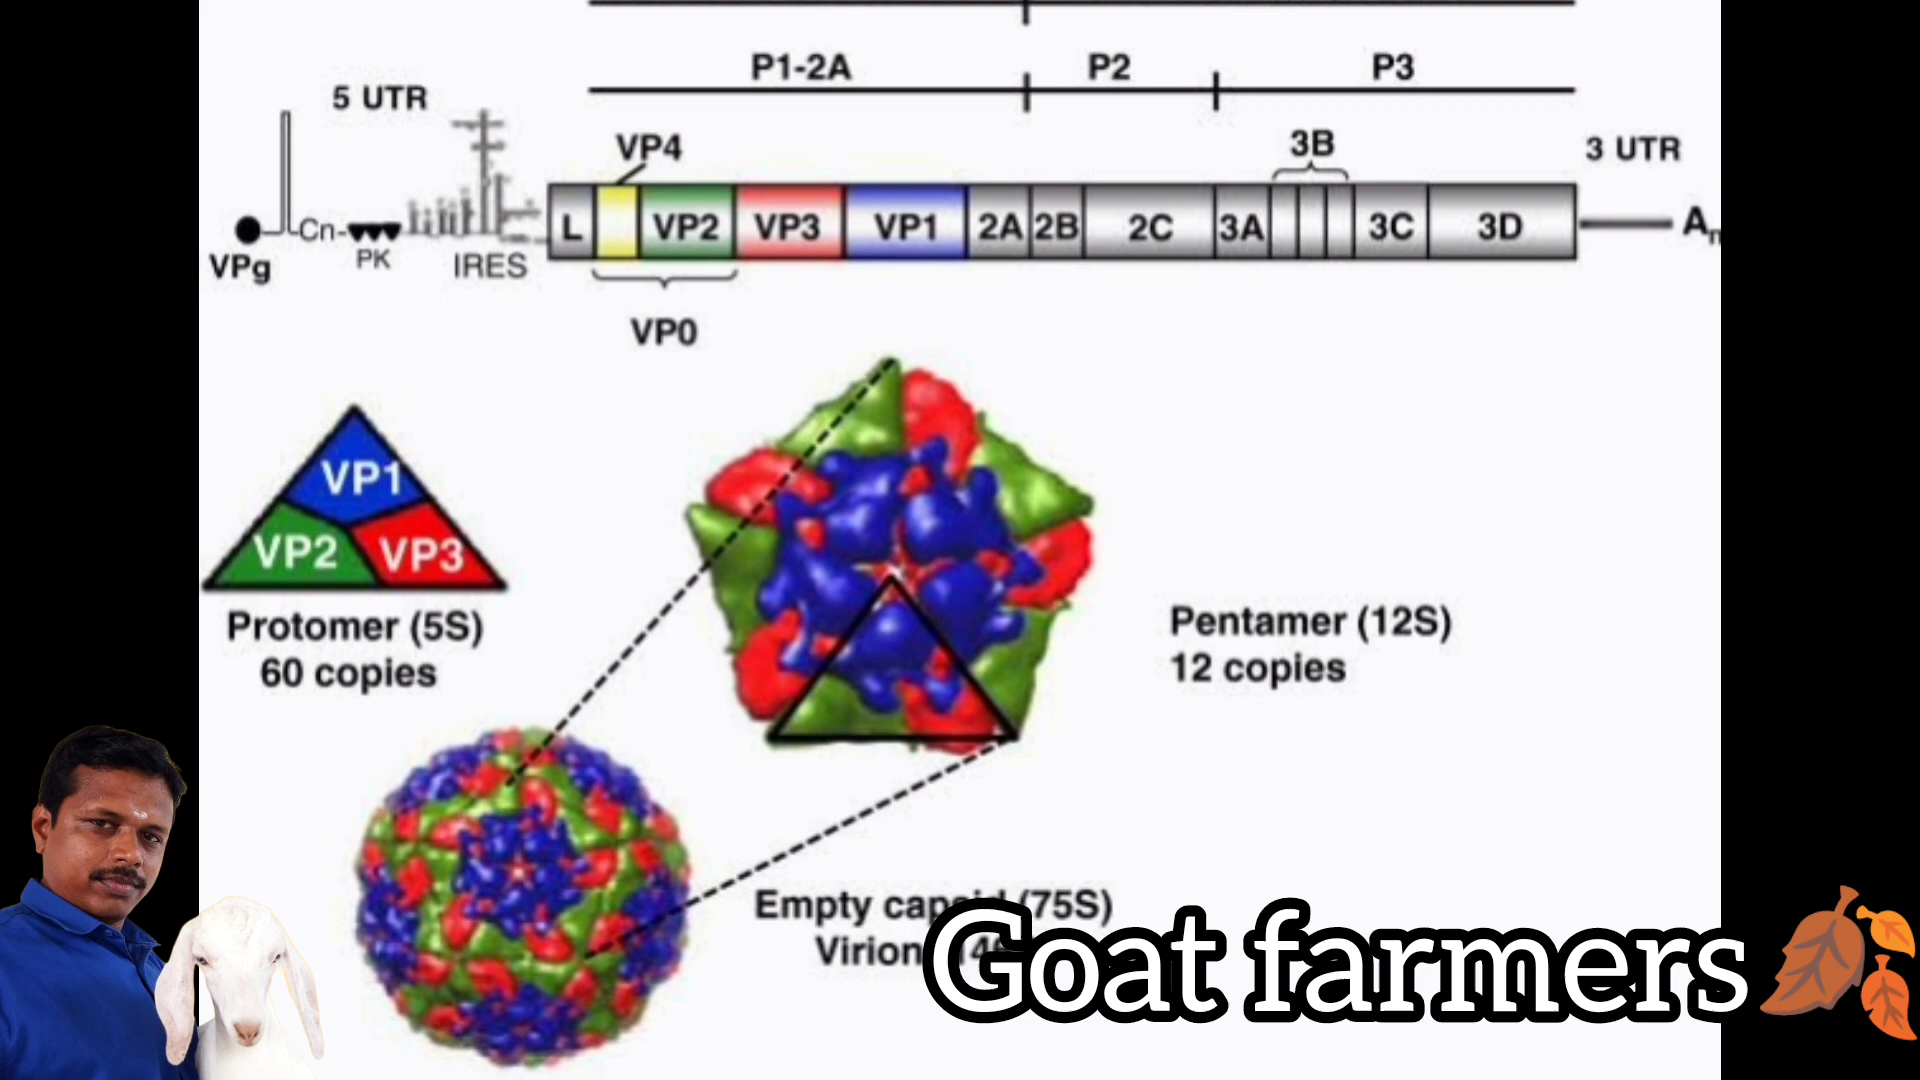 P1-2A P2 P3
5 UTR
VP4 3B 3 UTR
L VP2 VP3 VP1 2A 2B 2C 3A 3C 3D
Cn
VPg PK IRES
VP0
VP1
VP2 VP3
Protomer (5S)
60 copies
Pentamer (12S)
12 copies
Empty capsid (75S)
Virion
Goat farmers